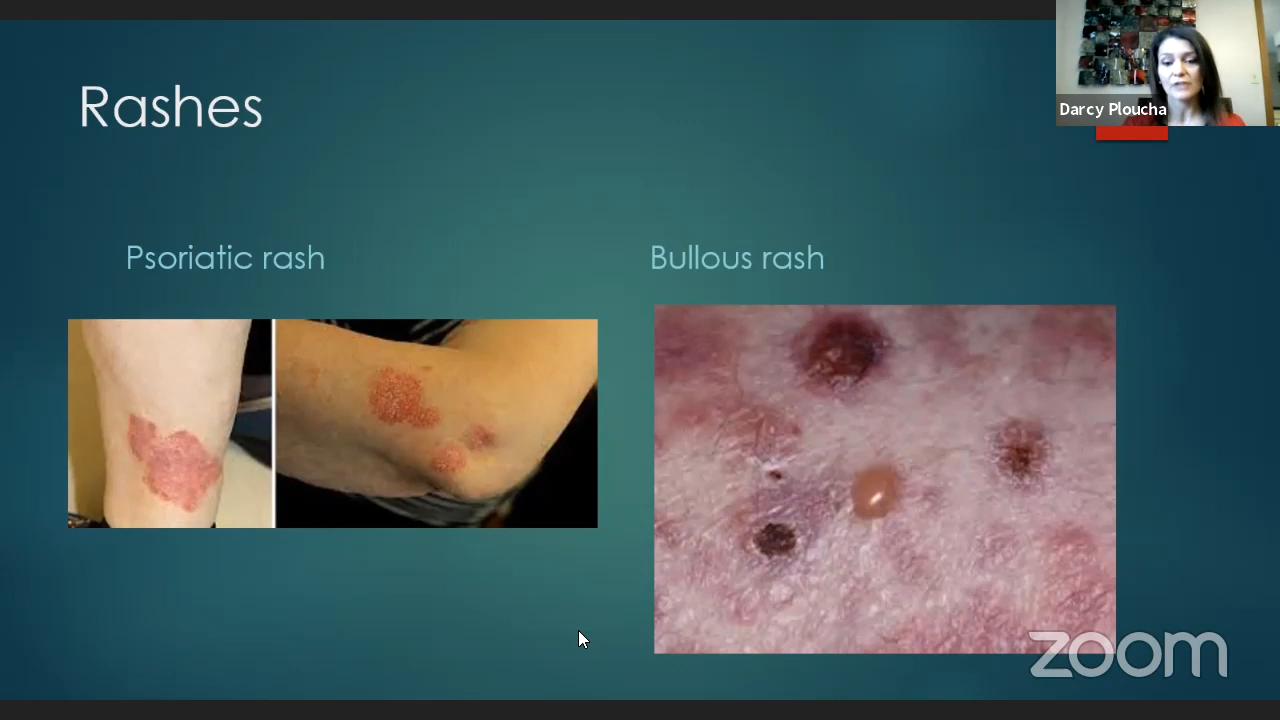 Rashes
Darcy Ploucha
Psoriatic rash
Bullous rash
zoom